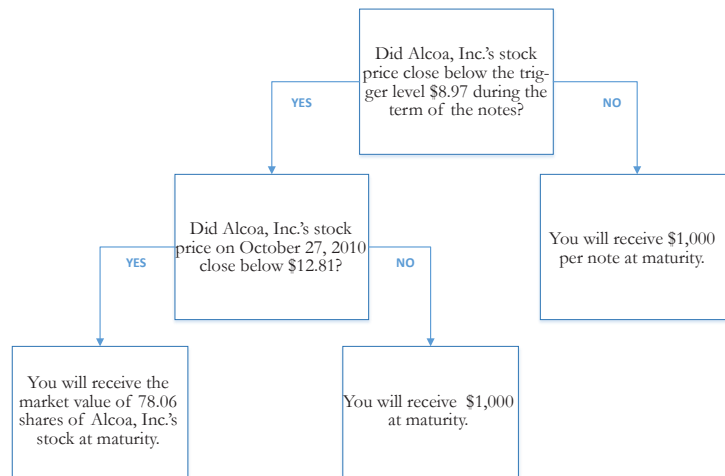 Did Alcoa, Inc.'s stock
price close below the trig-
ger level $8.97 during the
term of the notes?
YES
NO
Did Alcoa, Inc.'s stock
price on October 27, 2010
close below $12.81?
You will receive $1,000
per note at maturity.
YES
NO
You will receive the
market value of 78.06
shares of Alcoa, Inc.'s
stock at maturity.
You will receive $1,000
at maturity.